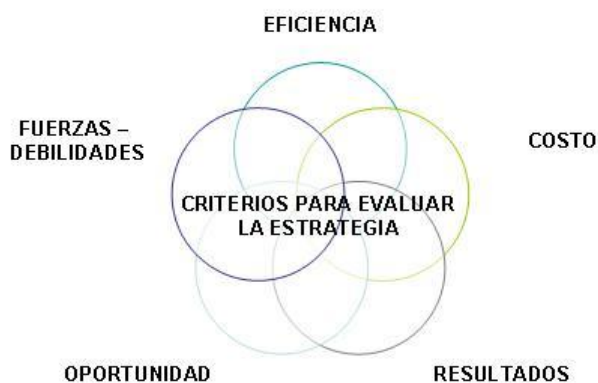 EFICIENCIA
FUERZAS –
DEBILIDADES
COSTO
CRITERIOS PARA EVALUAR
LA ESTRATEGIA
OPORTUNIDAD
RESULTADOS